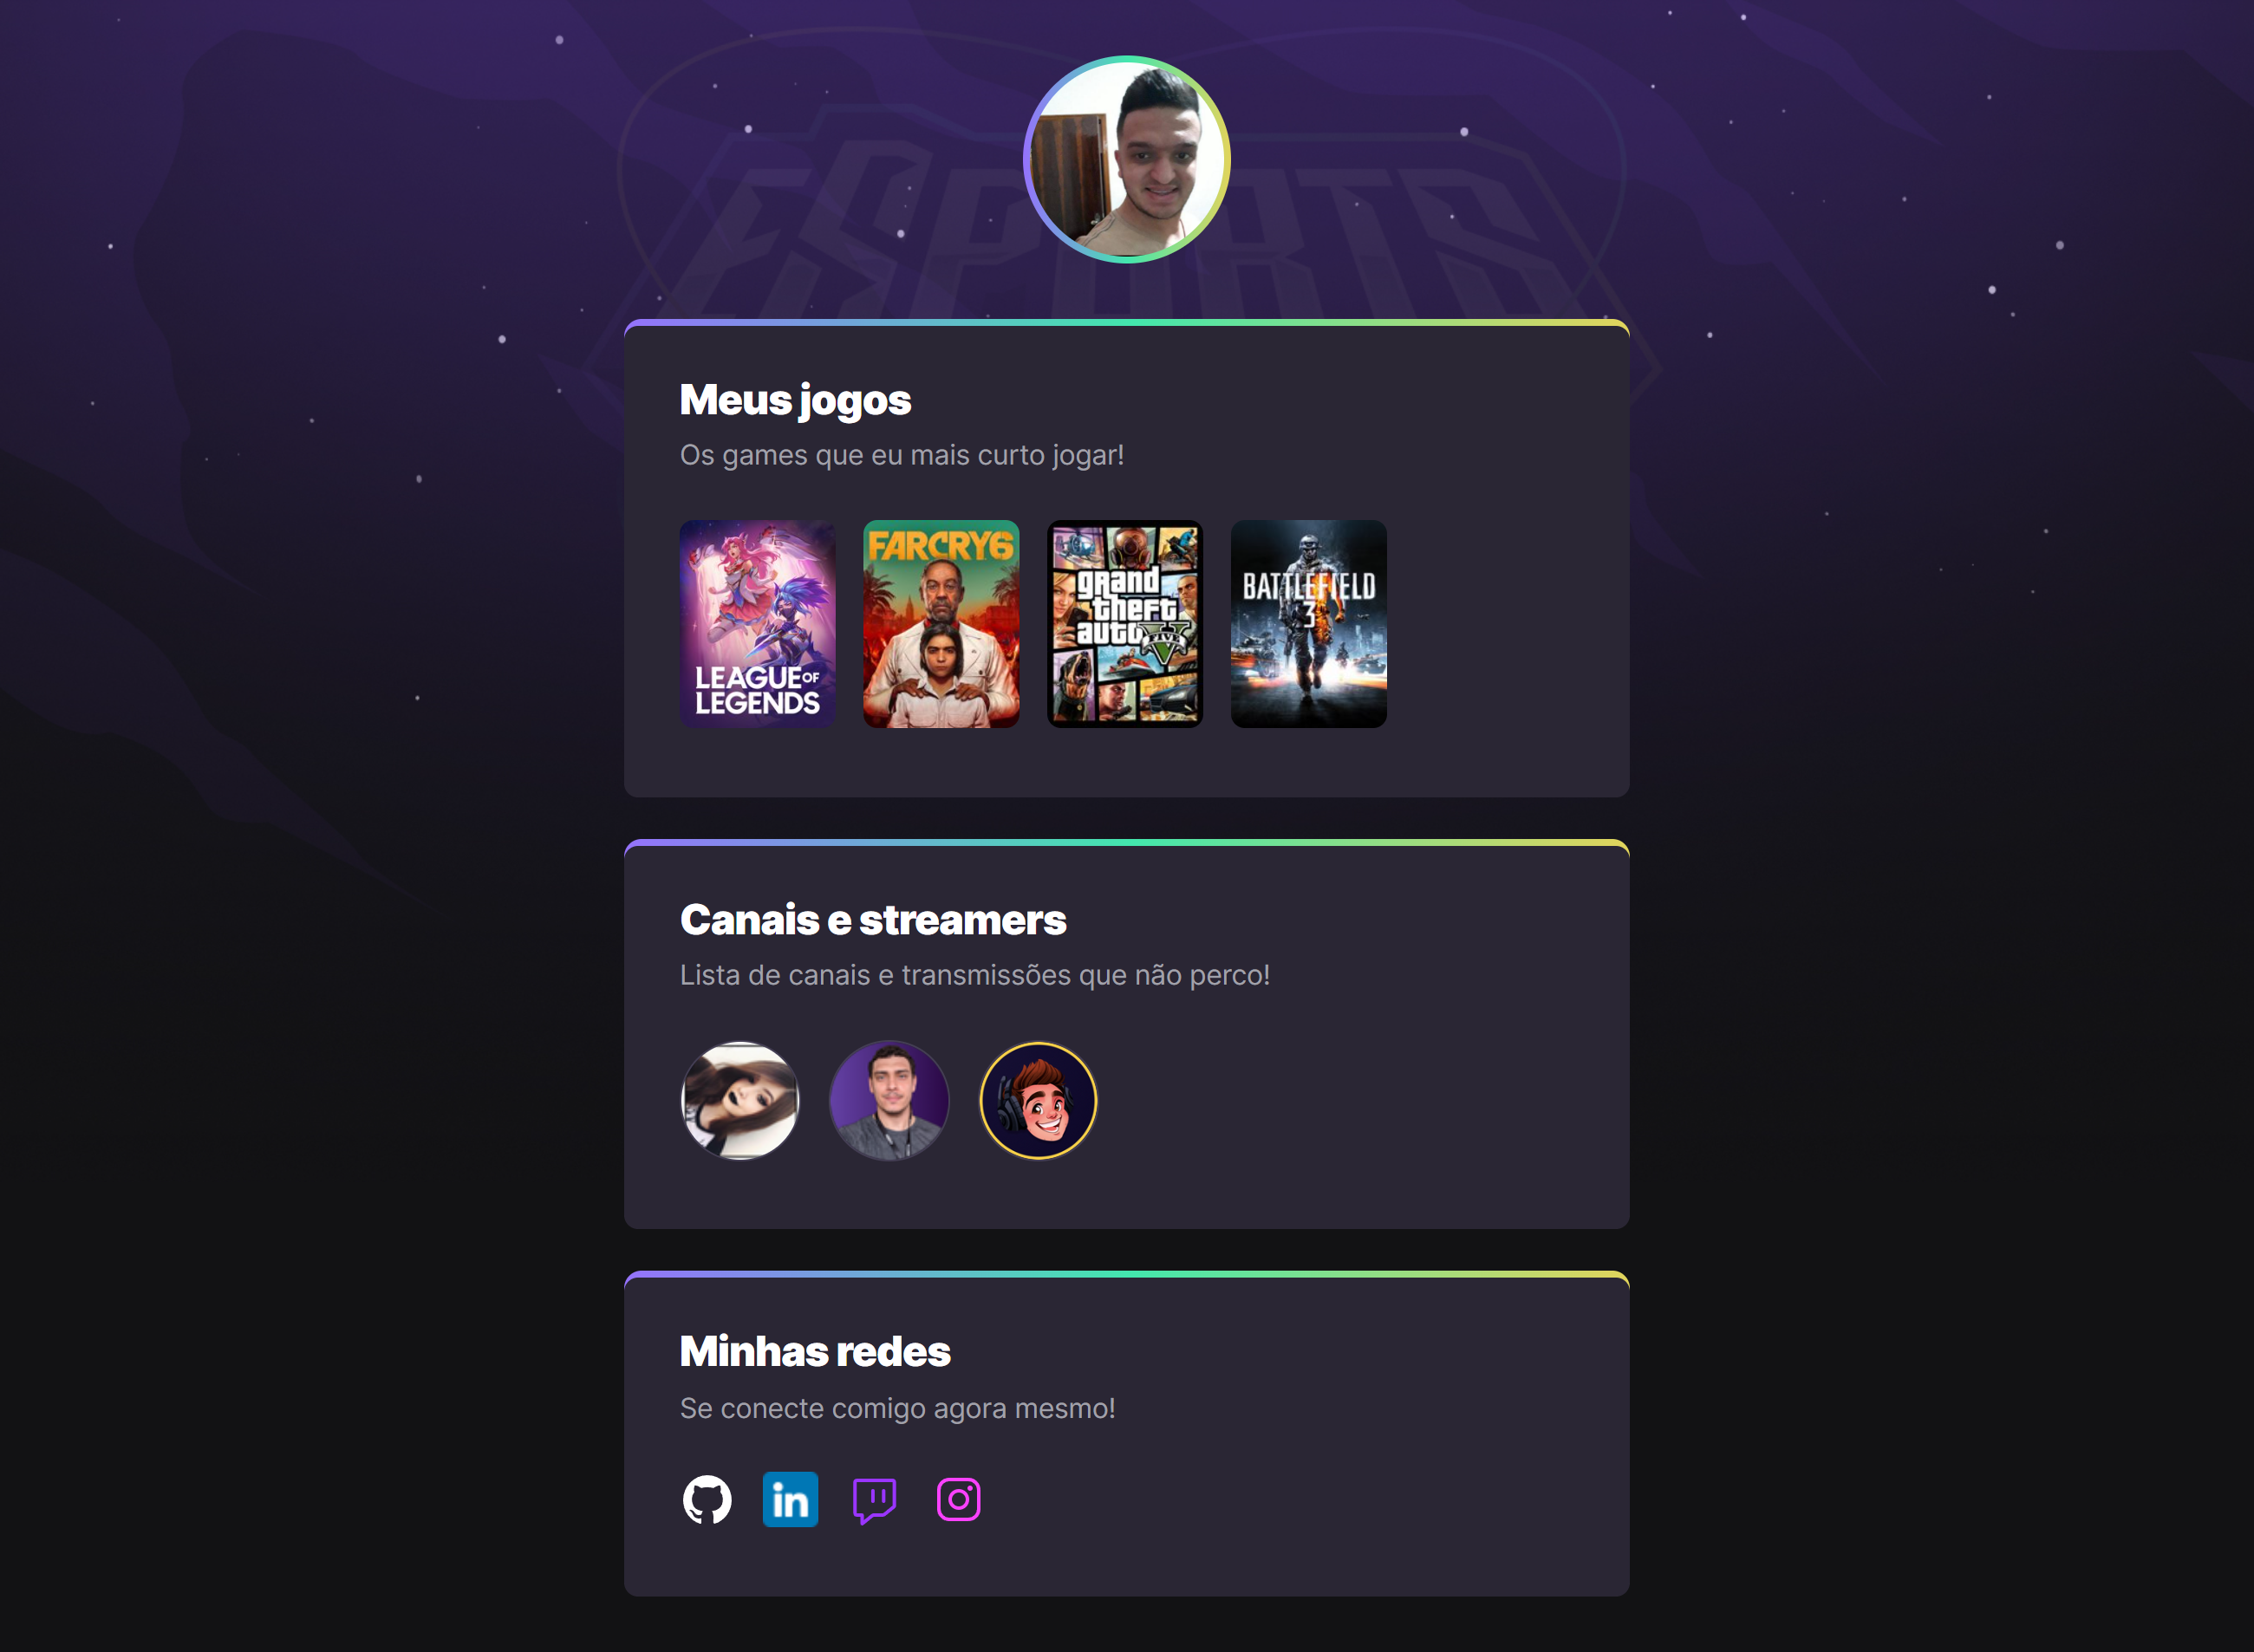 ESPORTS
Meus jogos
Os games que eu mais curto jogar!
LEAGUE OF
LEGENDS
FARCRY6
grand
theft
auto
V
FIVE
BATTLEFIELD
3
Canais e streamers
Lista de canais e transmissões que não perco!
Minhas redes
Se conecte comigo agora mesmo!
in